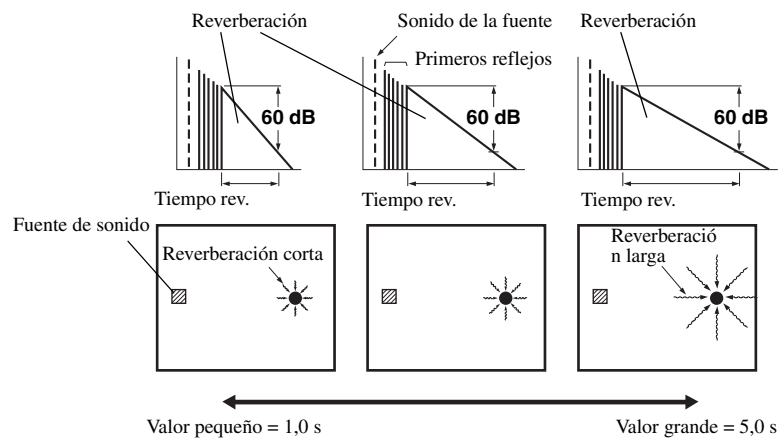 Reverberación
Sonido de la fuente
Reverberación
Primeros reflejos
60 dB
60 dB
60 dB
Tiempo rev.
Tiempo rev.
Tiempo rev.
Fuente de sonido
Reverberación corta
Reverberació
n larga
Valor pequeño = 1,0 s
Valor grande = 5,0 s